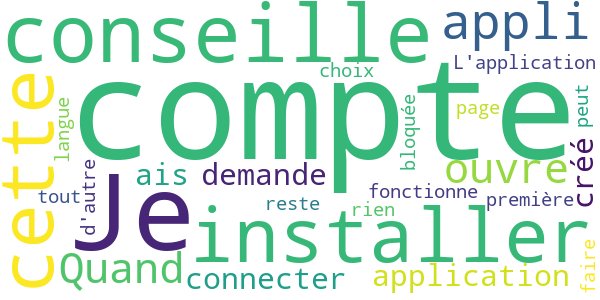 conseille
appli
L'application
choix
compte
cette
langue
bloquée
page
peut
ouvre
créé
ais
demande
d'autre
tout
Je
fonctionne
première
reste
rien
installer
Quand
connecter
application
faire